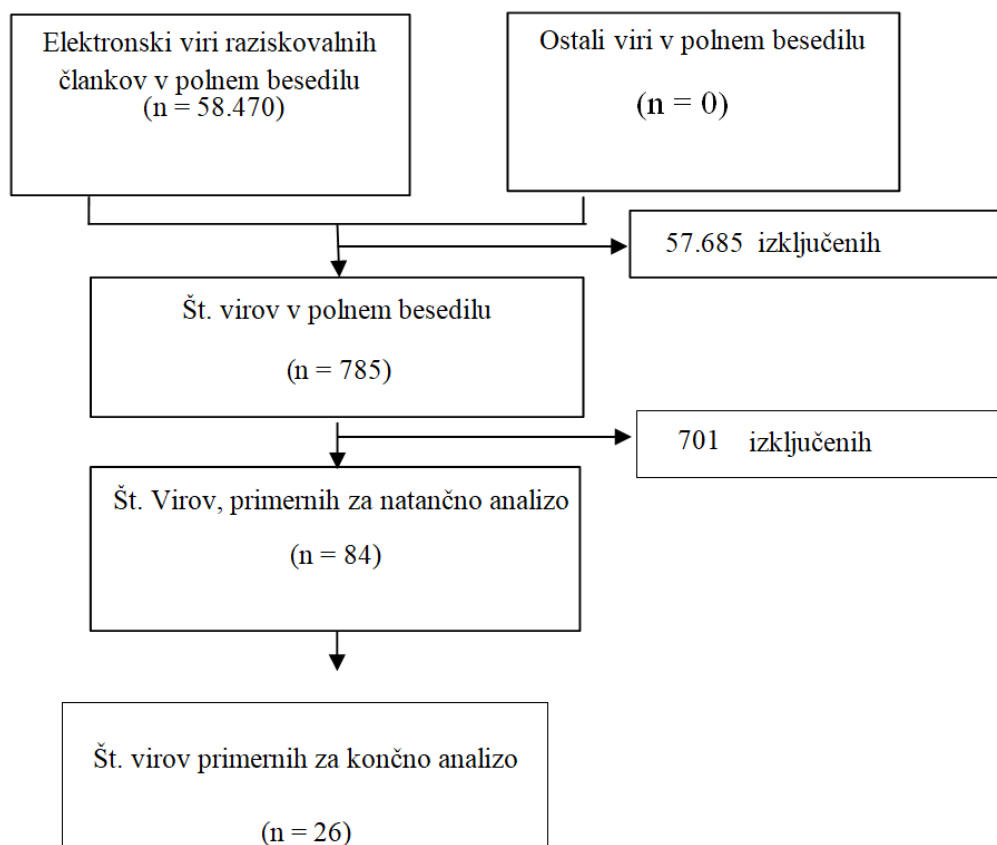 Elektronski viri raziskovalnih
člankov v polnem besedilu
(n = 58.470)
Ostali viri v polnem besedilu
(n = 0)
57.685 izključenih
Št. virov v polnem besedilu
(n = 785)
701 izključenih
Št. Virov, primernih za natančno analizo
(n = 84)
Št. virov primernih za končno analizo
(n = 26)